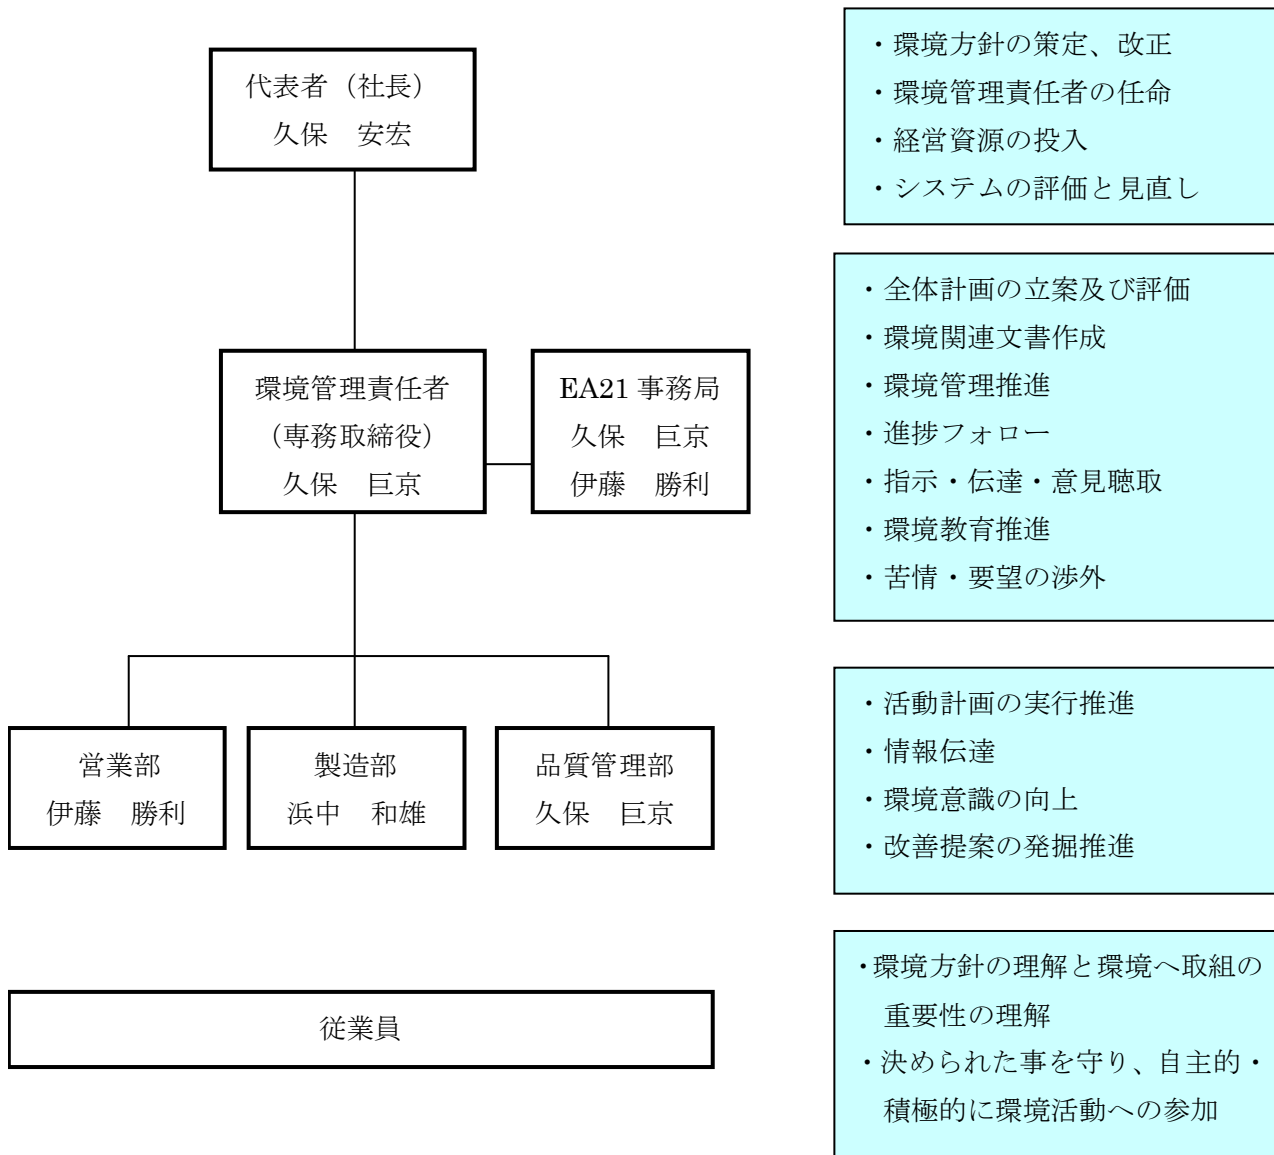 代表者（社長）
久保　安宏
・環境方針の策定、改正
・環境管理責任者の任命
・経営資源の投入
・システムの評価と見直し
環境管理責任者
（専務取締役）
久保　巨京
EA21 事務局
久保　巨京
伊藤　勝利
・全体計画の立案及び評価
・環境関連文書作成
・環境管理推進
・進捗フォロー
・指示・伝達・意見聴取
・環境教育推進
・苦情・要望の渉外
営業部
伊藤　勝利
製造部
浜中　和雄
品質管理部
久保　巨京
・活動計画の実行推進
・情報伝達
・環境意識の向上
・改善提案の発掘推進
従業員
・環境方針の理解と環境へ取組の
重要性の理解
・決められた事を守り、自主的・
積極的に環境活動への参加